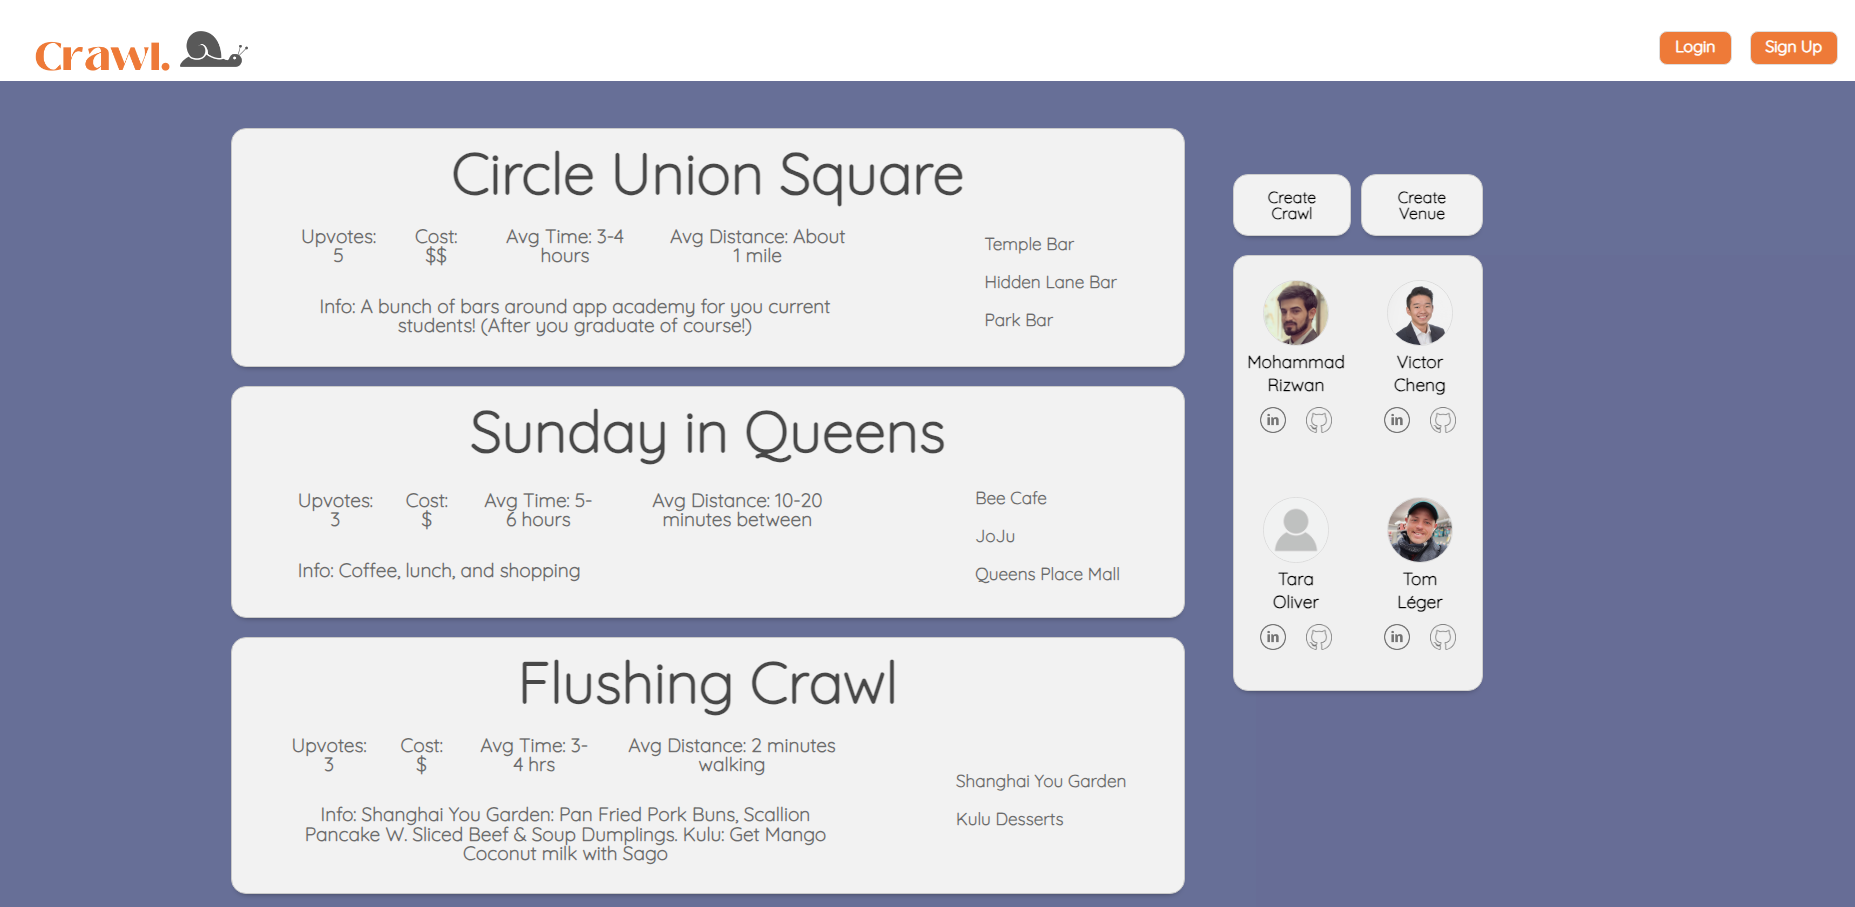 Crawl.
Login
Sign Up
Circle Union Square
Upvotes:
5
Cost:
$$
Avg Time: 3-4
hours
Avg Distance: About
1 mile
Info: A bunch of bars around app academy for you current
students! (After you graduate of course!)
Temple Bar
Hidden Lane Bar
Park Bar
Sunday in Queens
Upvotes:
3
Cost:
$
Avg Time: 5-
6 hours
Avg Distance: 10-20
minutes between
Info: Coffee, lunch, and shopping
Bee Cafe
JoJu
Queens Place Mall
Flushing Crawl
Upvotes:
3
Cost:
$
Avg Time: 3-
4 hrs
Avg Distance: 2 minutes
walking
Info: Shanghai You Garden: Pan Fried Pork Buns, Scallion
Pancake W. Sliced Beef & Soup Dumplings. Kulu: Get Mango
Coconut milk with Sago
Shanghai You Garden
Kulu Desserts
Create
Crawl
Create
Venue
Mohammad
Rizwan
in
Victor
Cheng
in
Tara
Oliver
in
Tom
Léger
in